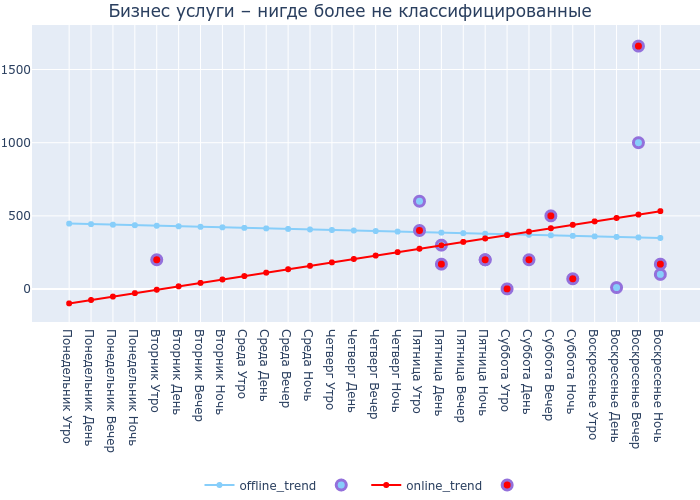 Бизнес услуги – нигде более не классифицированные
1500
1000
500
0
Понедельник Утро
Понедельник День
Понедельник Вечер
Понедельник Ночь
Вторник Утро
Вторник День
Вторник Вечер
Вторник Ночь
Среда Утро
Среда День
Среда Вечер
Среда Ночь
Четверг Утро
Четверг День
Четверг Вечер
Четверг Ночь
Пятница Утро
Пятница День
Пятница Вечер
Пятница Ночь
Суббота Утро
Суббота День
Суббота Вечер
Суббота Ночь
Воскресенье Утро
Воскресенье День
Воскресенье Вечер
Воскресенье Ночь
offline_trend online_trend